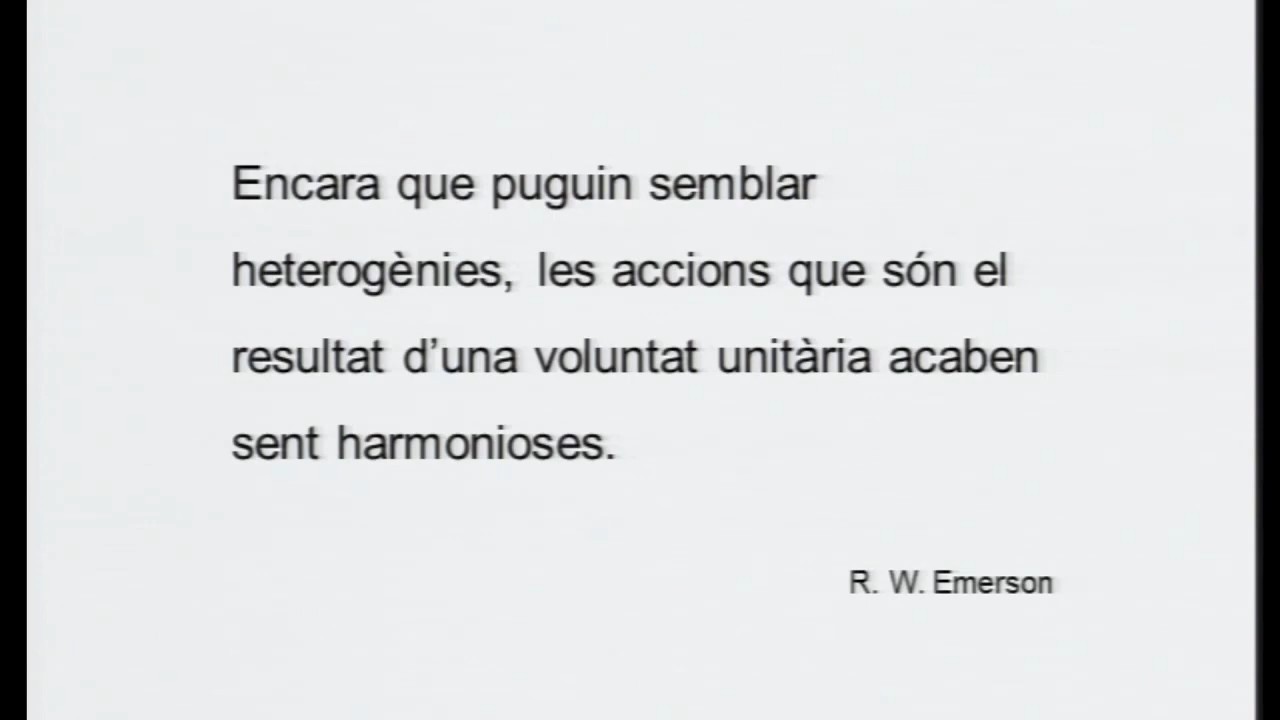 Encara que puguin semblar
heterogènies, les accions que són el
resultat d’una voluntat unitària acaben
sent harmonioses.
R. W. Emerson